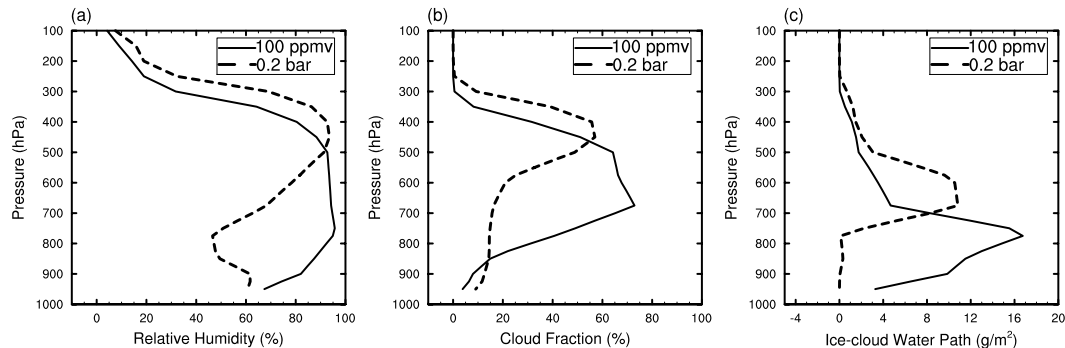 (a)
(b)
(c)
100 ppmv
0.2 bar
100 ppmv
0.2 bar
100 ppmv
0.2 bar
Pressure (hPa)
100
200
300
400
500
600
700
800
900
1000
Pressure (hPa)
100
200
300
400
500
600
700
800
900
1000
Pressure (hPa)
100
200
300
400
500
600
700
800
900
1000
0 20 40 60 80 100
0 20 40 60 80 100
-4 0 4 8 12 16 20
Relative Humidity (%)
Cloud Fraction (%)
Ice-cloud Water Path (g/m²)